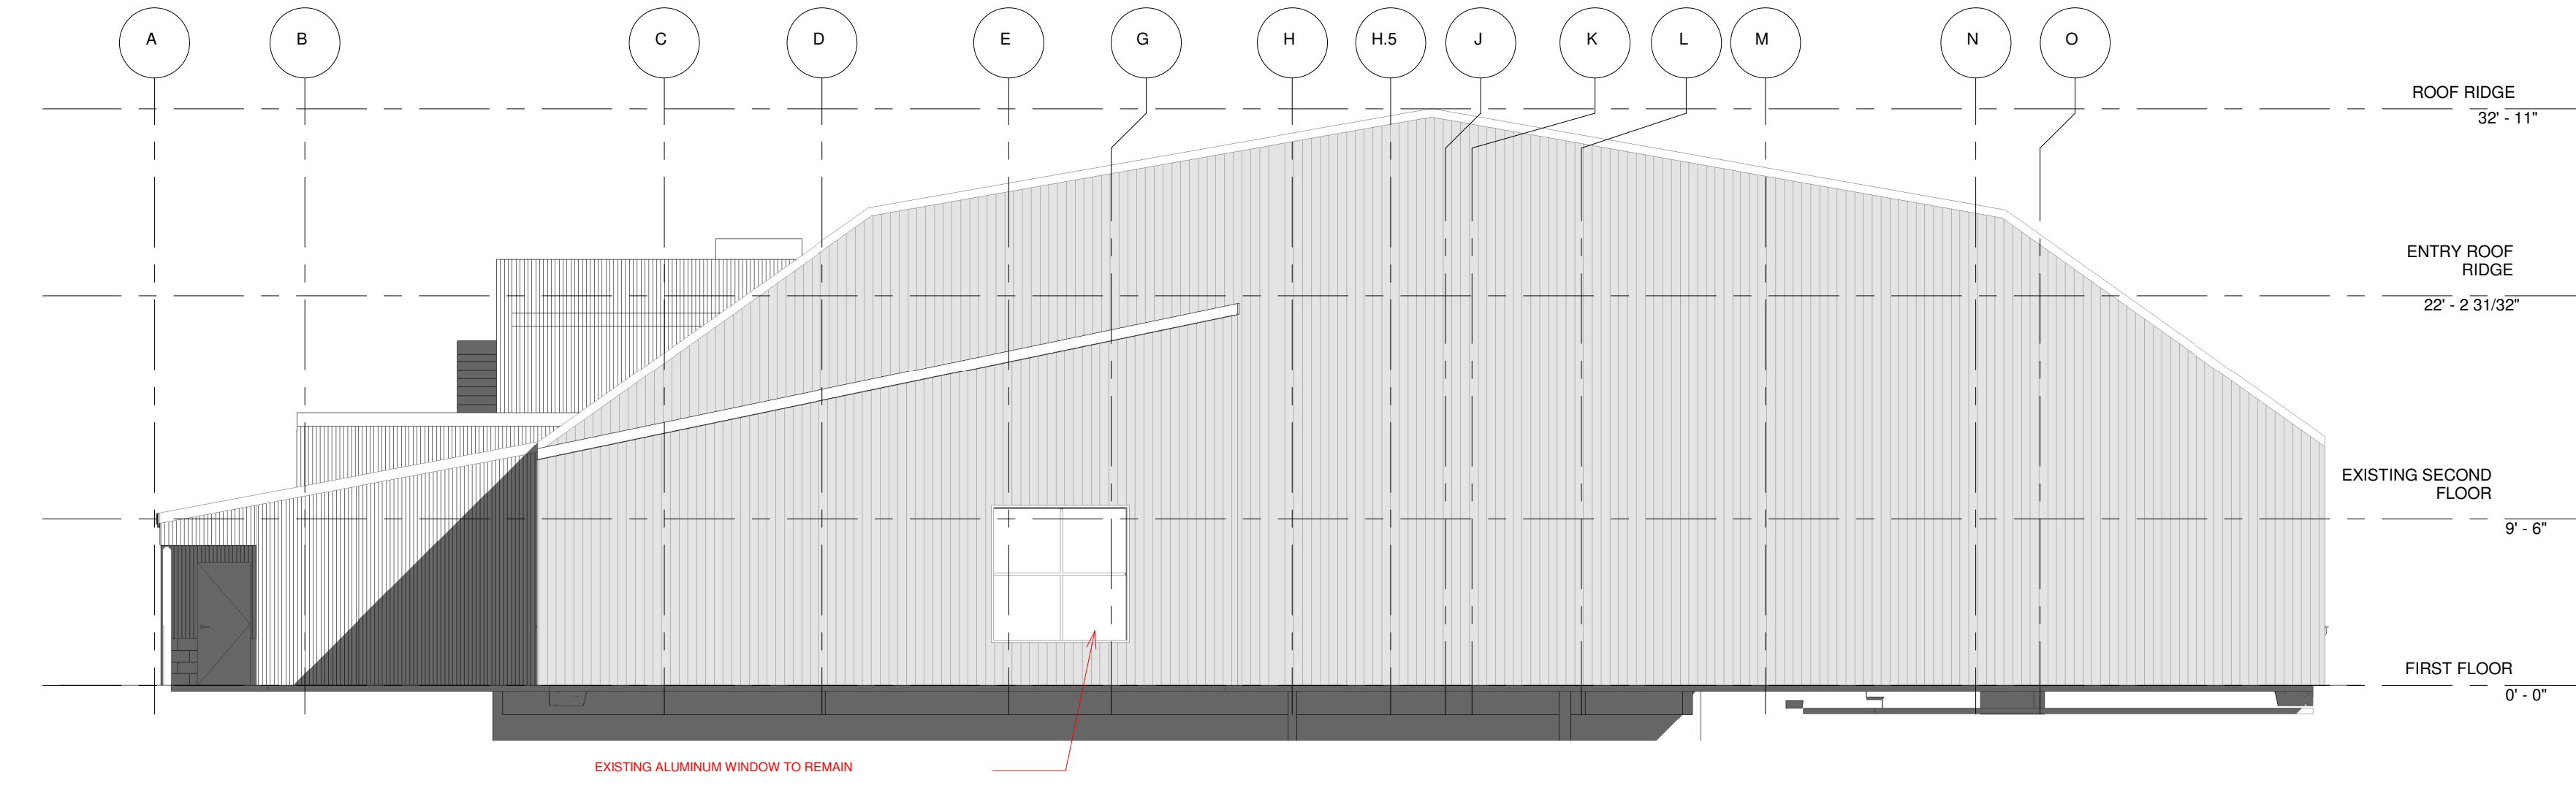 A B C D E G H H.5 J K L M N O
ROOF RIDGE
32' - 11"
ENTRY ROOF
RIDGE
22' - 2 31/32"
EXISTING SECOND
FLOOR
9' - 6"
FIRST FLOOR
0' - 0"
EXISTING ALUMINUM WINDOW TO REMAIN